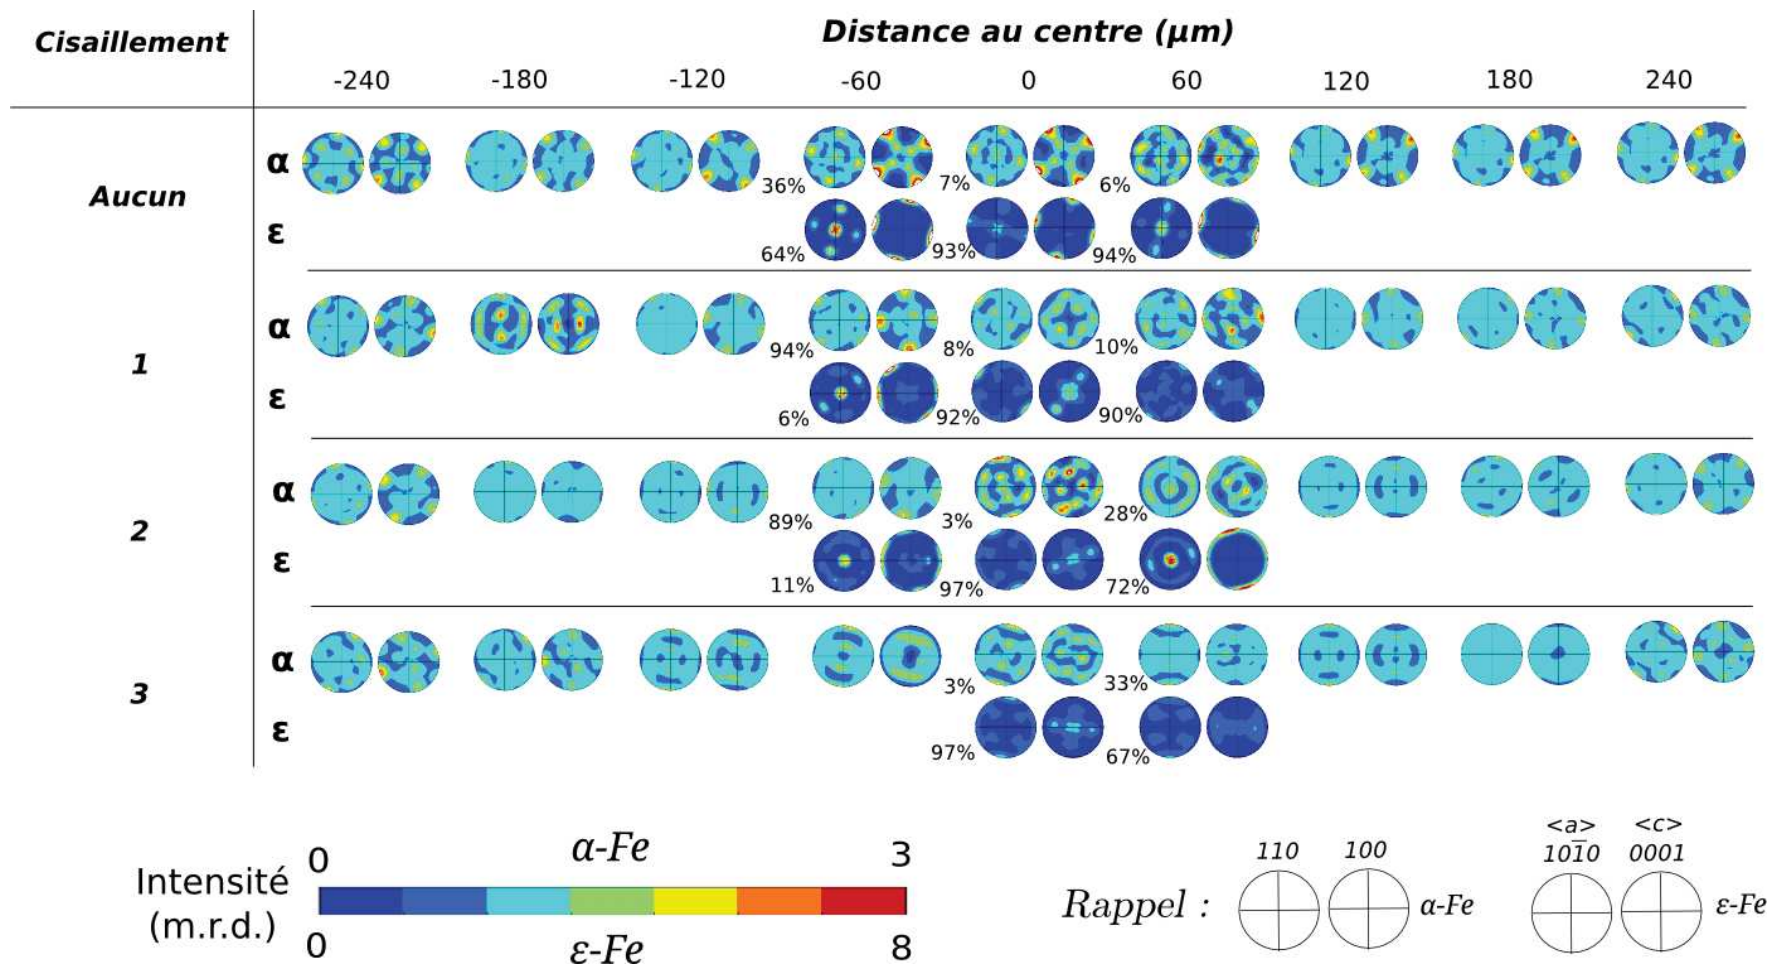 Cisaillement
Distance au centre (μm)
-240 -180 -120 -60 0 60 120 180 240
Aucun
α
36% 7% 6%
ε
64% 93% 94%
1
α
94% 8% 10%
ε
6% 92% 90%
2
α
89% 3% 28%
ε
11% 97% 72%
3
α
3% 33%
ε
97% 67%
Intensité
(m.r.d.)
0 α-Fe 3
0 ε-Fe 8
Rappel :
110 100
α-Fe
<a> <c>
101̅0 0001
ε-Fe